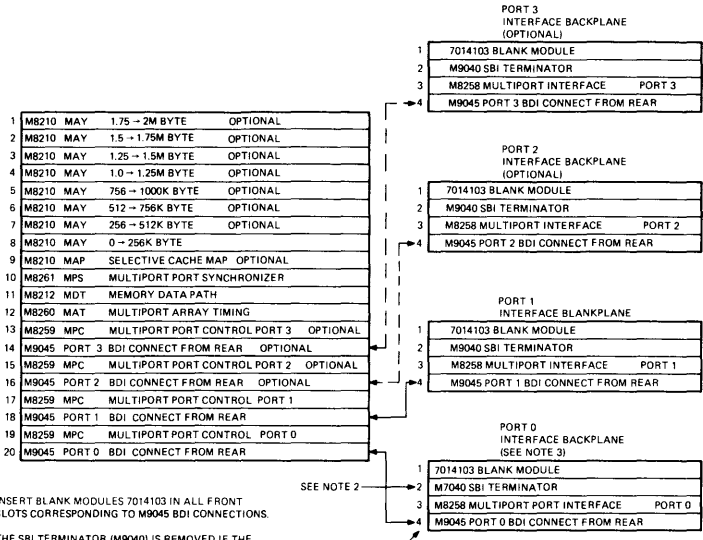 PORT 3
INTERFACE BACKPLANE
(OPTIONAL)
1 7014103 BLANK MODULE
2 M9040 SBI TERMINATOR
3 M8258 MULTIPORT INTERFACE PORT 3
4 M9045 PORT 3 BDI CONNECT FROM REAR
1 M8210 MAY 1.75 → 2M BYTE OPTIONAL
2 M8210 MAY 1.5 → 1.75M BYTE OPTIONAL
3 M8210 MAY 1.25 → 1.5M BYTE OPTIONAL
4 M8210 MAY 1.0 → 1.25M BYTE OPTIONAL
5 M8210 MAY 756 → 1000K BYTE OPTIONAL
6 M8210 MAY 512 → 756K BYTE OPTIONAL
7 M8210 MAY 256 → 512K BYTE OPTIONAL
8 M8210 MAY 0 → 256K BYTE
9 M8210 MAP SELECTIVE CACHE MAP OPTIONAL
10 M8261 MPS MULTIPORT PORT SYNCHRONIZER
11 M8212 MDT MEMORY DATA PATH
12 M8260 MAT MULTIPORT ARRAY TIMING
13 M8259 MPC MULTIPORT PORT CONTROL PORT 3 OPTIONAL
14 M9045 PORT 3 BDI CONNECT FROM REAR OPTIONAL
15 M8259 MPC MULTIPORT PORT CONTROL PORT 2 OPTIONAL
16 M9045 PORT 2 BDI CONNECT FROM REAR OPTIONAL
17 M8259 MPC MULTIPORT PORT CONTROL PORT 1
18 M9045 PORT 1 BDI CONNECT FROM REAR
19 M8259 MPC MULTIPORT PORT CONTROL PORT 0
20 M9045 PORT 0 BDI CONNECT FROM REAR
PORT 2
INTERFACE BACKPLANE
(OPTIONAL)
1 7014103 BLANK MODULE
2 M9040 SBI TERMINATOR
3 M8258 MULTIPORT INTERFACE PORT 2
4 M9045 PORT 2 BDI CONNECT FROM REAR
PORT 1
INTERFACE BLANKPLANE
1 7014103 BLANK MODULE
2 M9040 SBI TERMINATOR
3 M8258 MULTIPORT INTERFACE PORT 1
4 M9045 PORT 1 BDI CONNECT FROM REAR
PORT 0
INTERFACE BACKPLANE
(SEE NOTE 3)
1 7014103 BLANK MODULE
SEE NOTE 2 2 M7040 SBI TERMINATOR
3 M8258 MULTIPORT PORT INTERFACE PORT 0
4 M9045 PORT 0 BDI CONNECT FROM REAR
NSERT BLANK MODULES 7014103 IN ALL FRONT
LOTS CORRESPONDING TO M9045 BDI CONNECTIONS.
THE SBI TERMINATOR (M9040) IS REMOVED IF THE